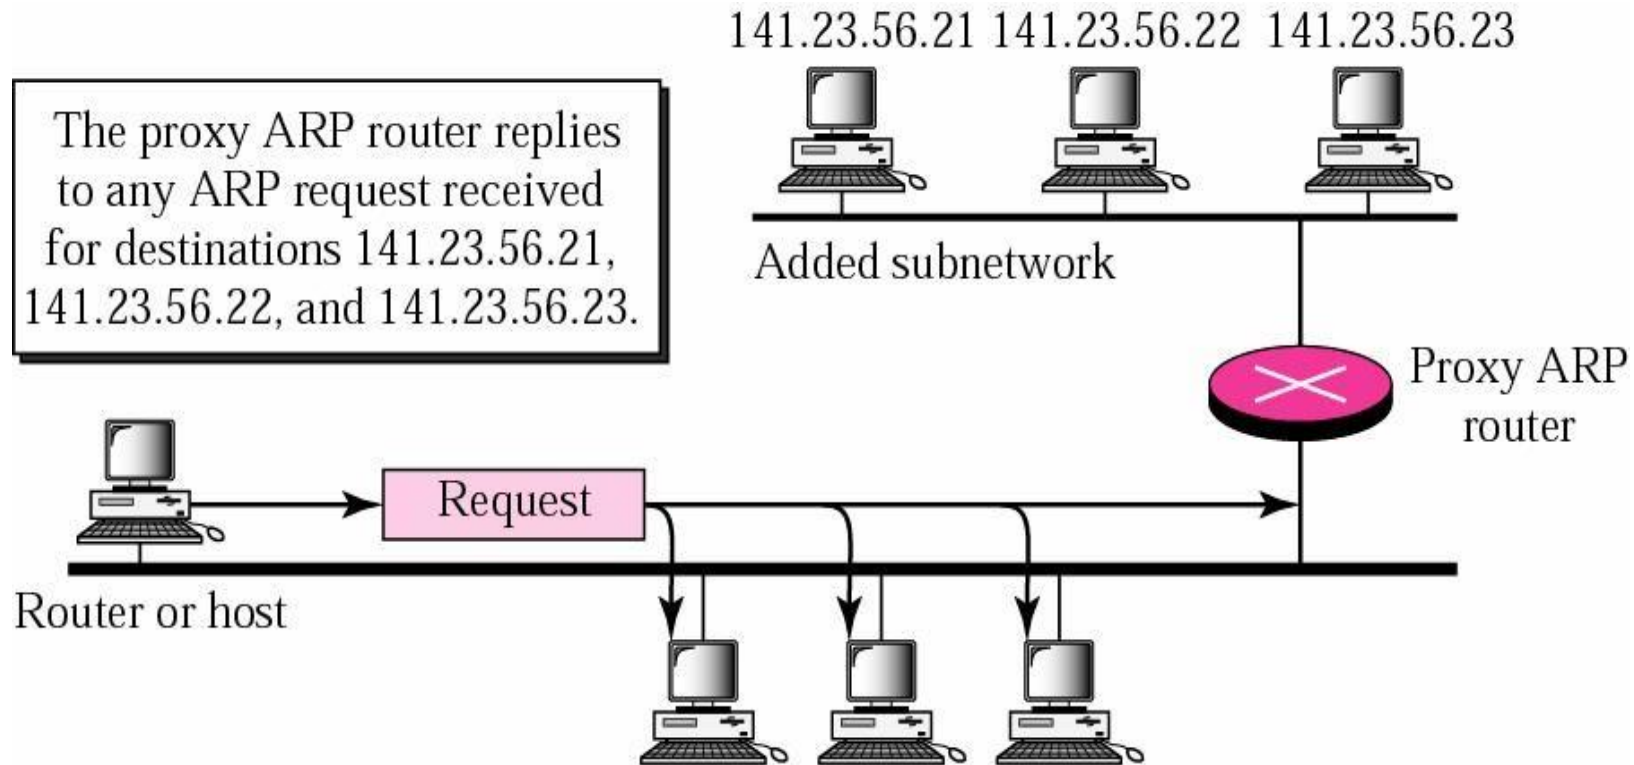 141.23.56.21 141.23.56.22 141.23.56.23
The proxy ARP router replies
to any ARP request received
for destinations 141.23.56.21,
141.23.56.22, and 141.23.56.23.
Added subnetwork
Proxy ARP
router
Request
Router or host